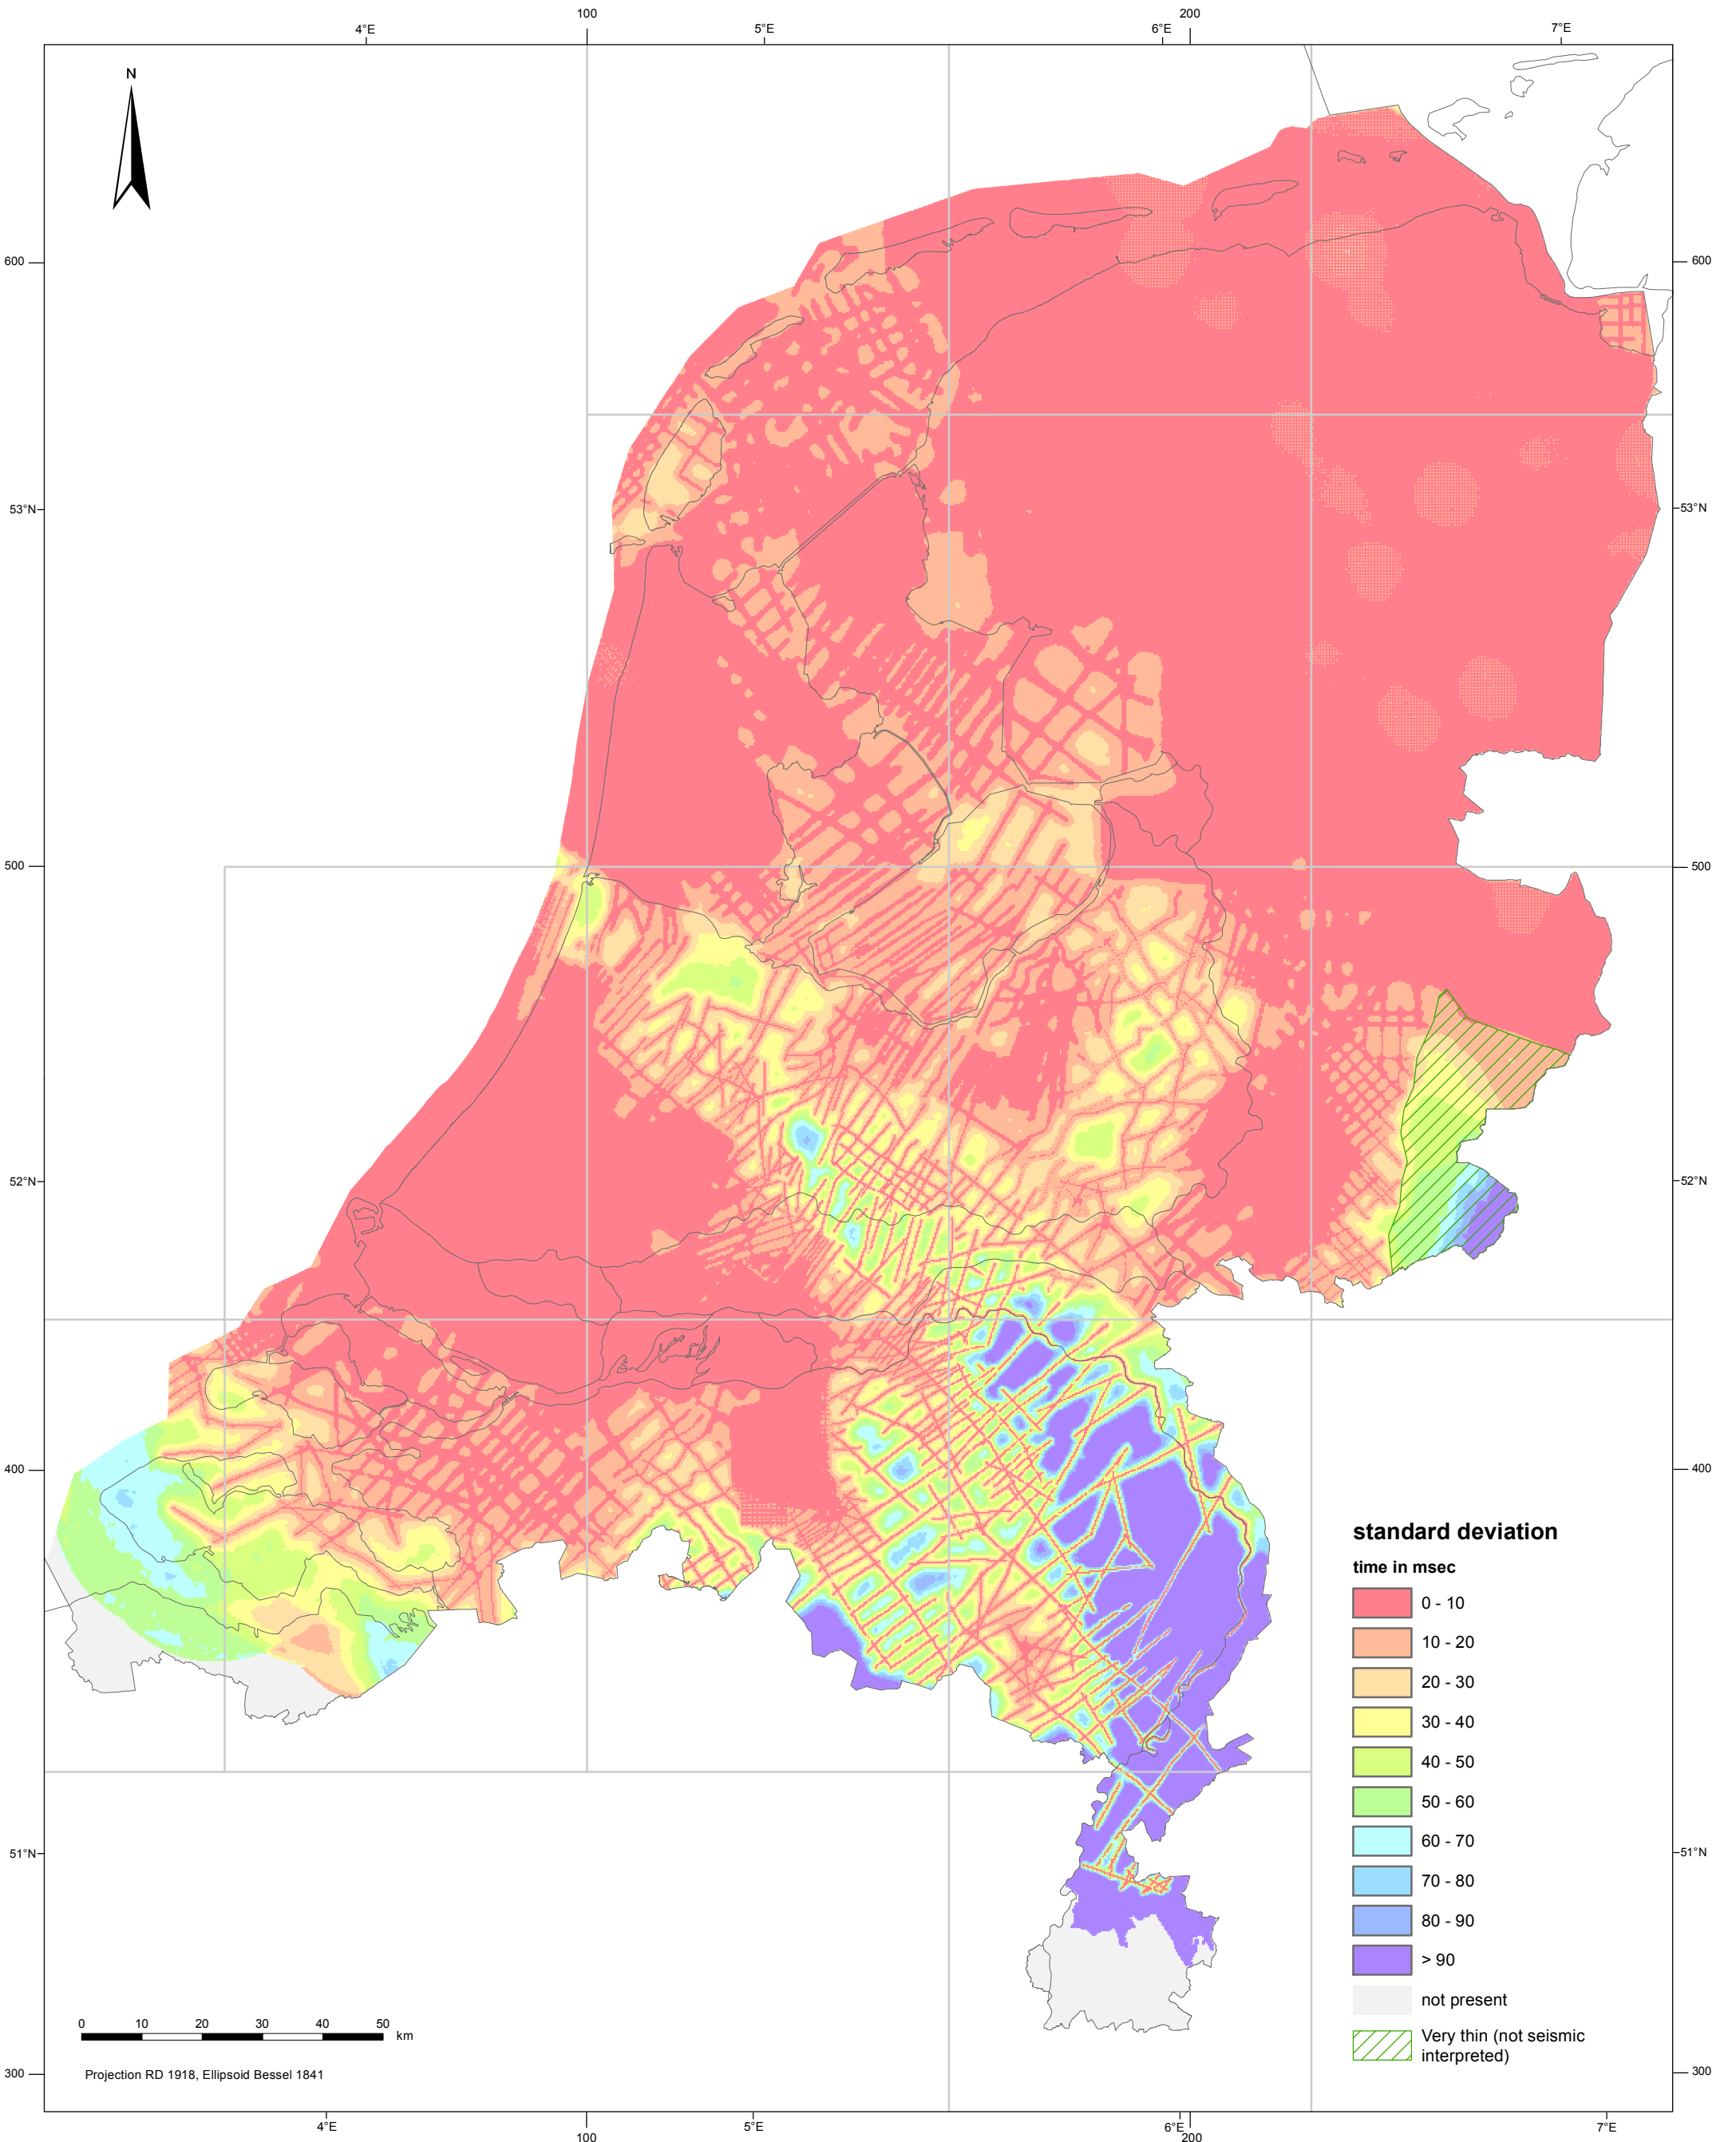 100
200
4°E
5°E
6°E
7°E
N
600
600
53°N
53°N
500
500
52°N
52°N
400
400
standard deviation
time in msec
0 - 10
10 - 20
20 - 30
30 - 40
40 - 50
50 - 60
60 - 70
70 - 80
80 - 90
> 90
not present
Very thin (not seismic
interpreted)
51°N
51°N
0 10 20 30 40 50
km
Projection RD 1918, Ellipsoid Bessel 1841
300
300
4°E
5°E
6°E
7°E
100
200